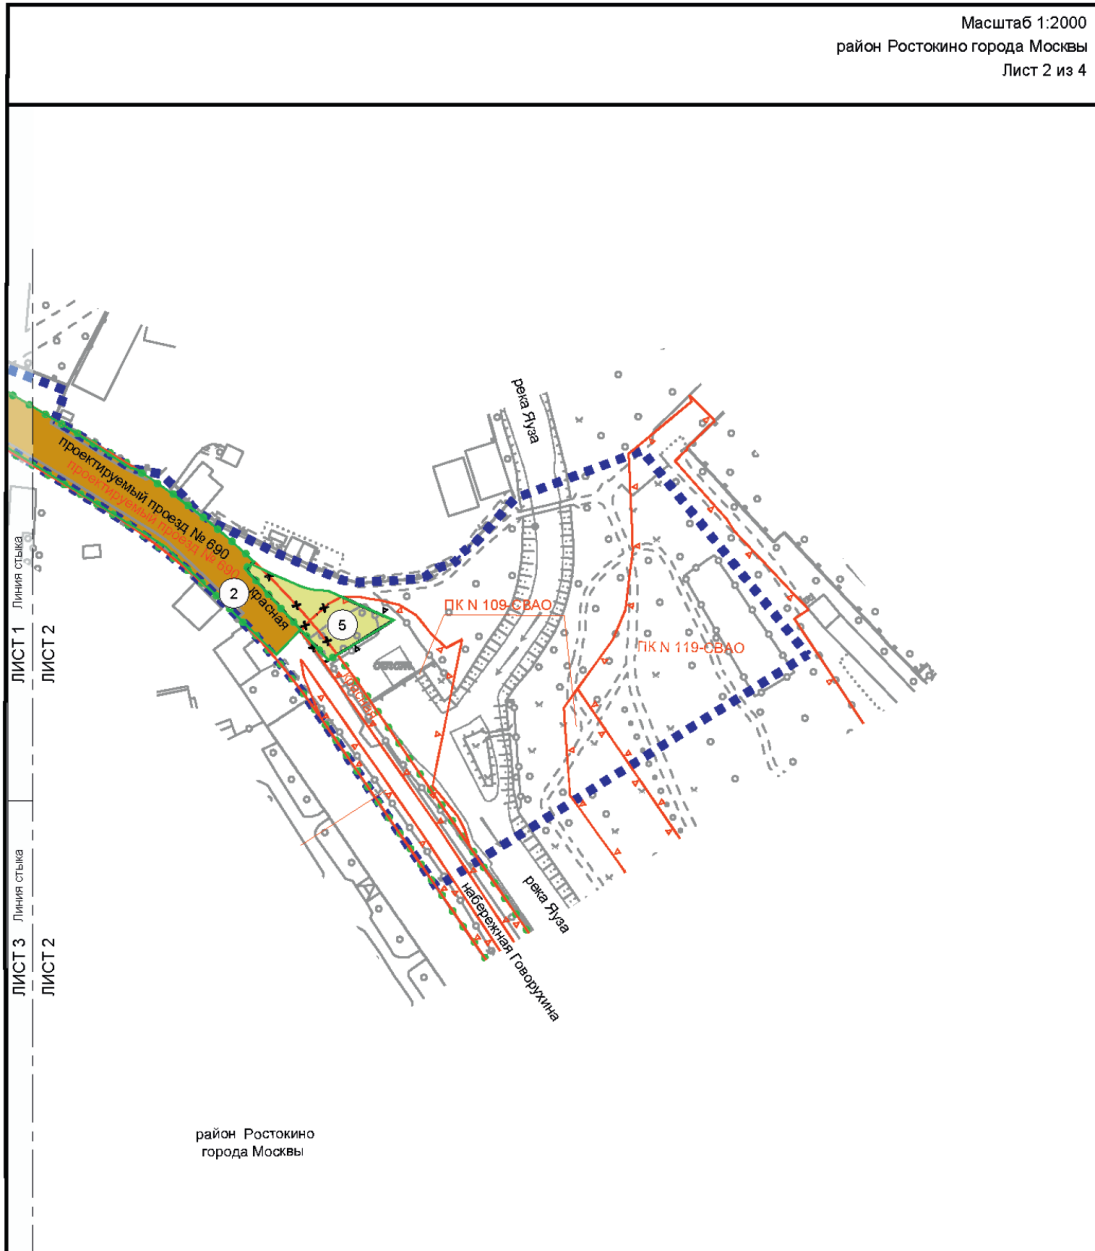 Масштаб 1:2000
район Ростокино города Москвы
Лист 2 из 4
река Яуза
проектируемый проезд № 690
проектируемый проезд № 690
красная
2
5
ПК N 109-СВАО
ПК N 119-СВАО
красная
Линия стыка
ЛИСТ 1
ЛИСТ 2
Линия стыка
ЛИСТ 3
ЛИСТ 2
река Яуза
набережная Говорухина
район Ростокино
города Москвы